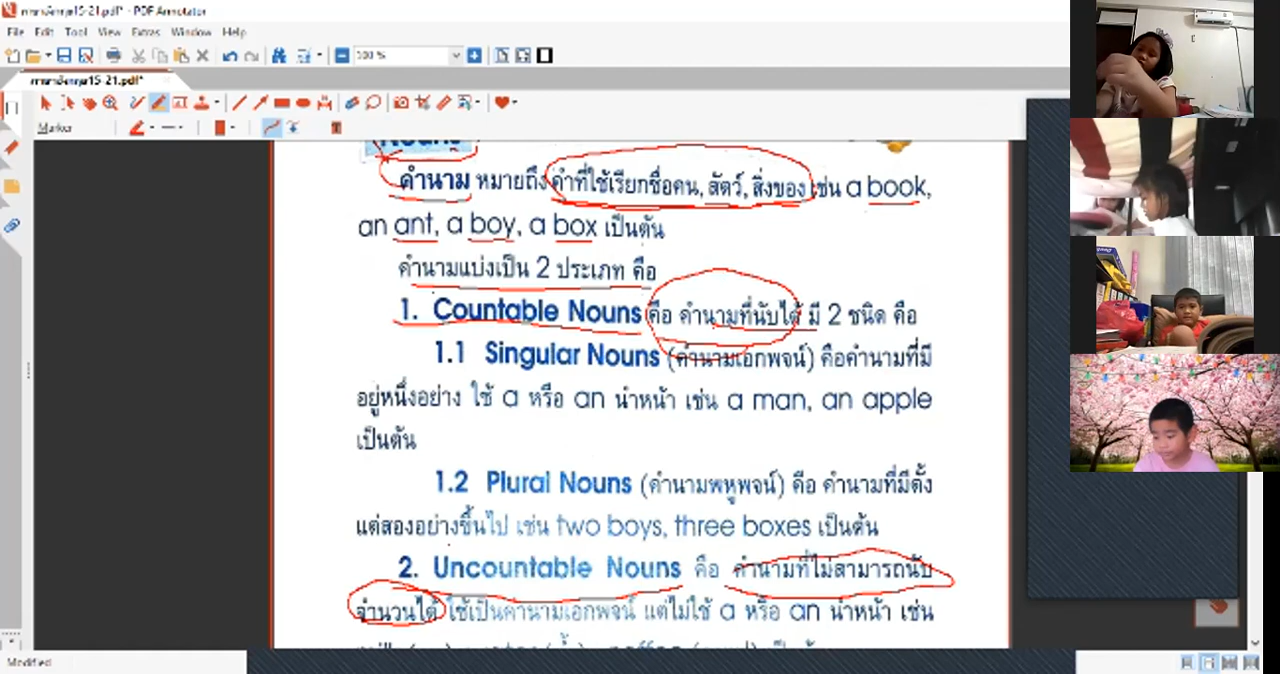 PDF Annotator
File Edit Tool View Extras Window Help
100 %
15-21.pdf*
Marker
Nouns
คำนาม หมายถึง คำที่ใช้เรียกชื่อคน, สัตว์, สิ่งของ เช่น a book,
an ant, a boy, a box เป็นต้น
คำนามแบ่งเป็น 2 ประเภท คือ
1. Countable Nouns คือ คำนามที่นับได้ มี 2 ชนิด คือ
1.1 Singular Nouns (คำนามเอกพจน์) คือคำนามที่มี
อยู่หนึ่งอย่าง ใช้ a หรือ an นำหน้า เช่น a man, an apple
เป็นต้น
1.2 Plural Nouns (คำนามพหูพจน์) คือ คำนามที่มีตั้ง
แต่สองอย่างขึ้นไป เช่น two boys, three boxes เป็นต้น
2. Uncountable Nouns คือ คำนามที่ไม่สามารถนับ
จำนวนได้ ใช้เป็นคำนามเอกพจน์ แต่ไม่ใช้ a หรือ an นำหน้า เช่น
Modified